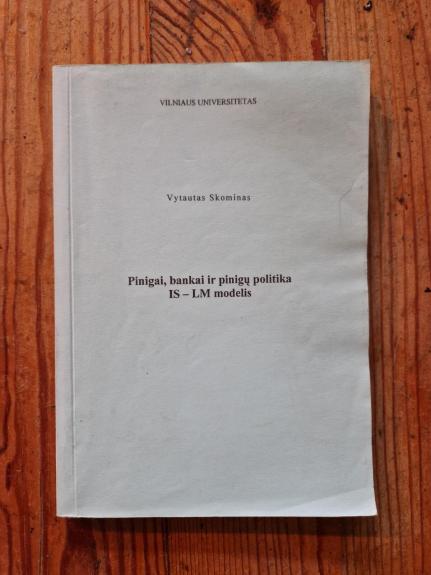 VILNIAUS UNIVERSITETAS
Vytautas Skominas
Pinigai, bankai ir pinigų politika
IS – LM modelis